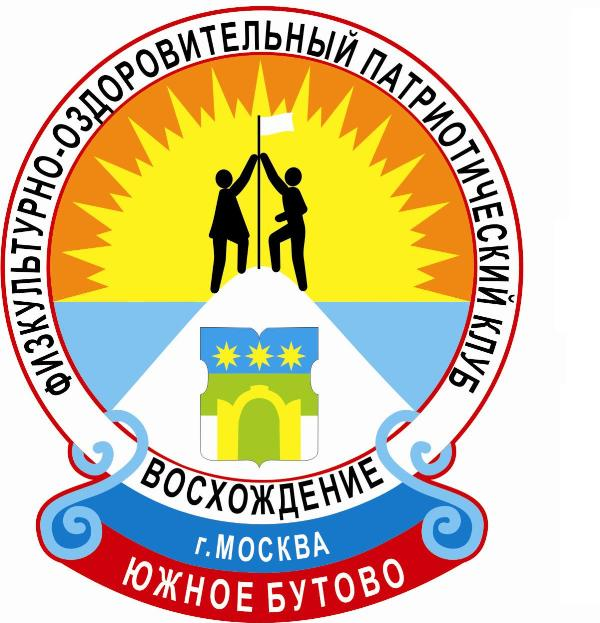 ФИЗКУЛЬТУРНО-ОЗДОРОВИТЕЛЬНЫЙ ПАТРИОТИЧЕСКИЙ КЛУБ
ВОСХОЖДЕНИЕ
г.МОСКВА
ЮЖНОЕ БУТОВО